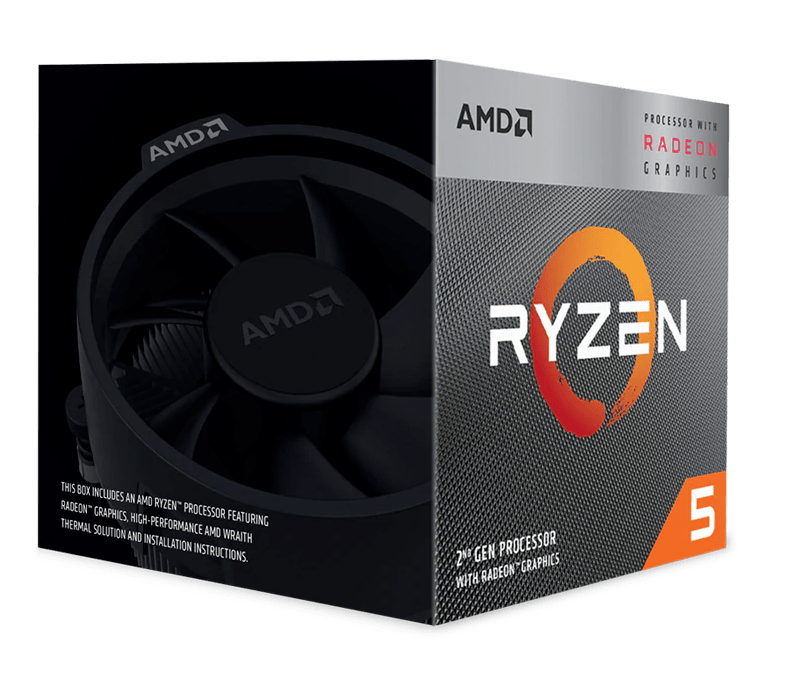 AMD
AMD
THIS BOX INCLUDES AN AMD RYZEN™ PROCESSOR FEATURING
RADEON™ GRAPHICS, HIGH-PERFORMANCE AMD WRAITH
THERMAL SOLUTION AND INSTALLATION INSTRUCTIONS.
AMD
PROCESSOR WITH
RADEON
GRAPHICS
RYZEN
5
2ND GEN PROCESSOR
WITH RADEON™ GRAPHICS